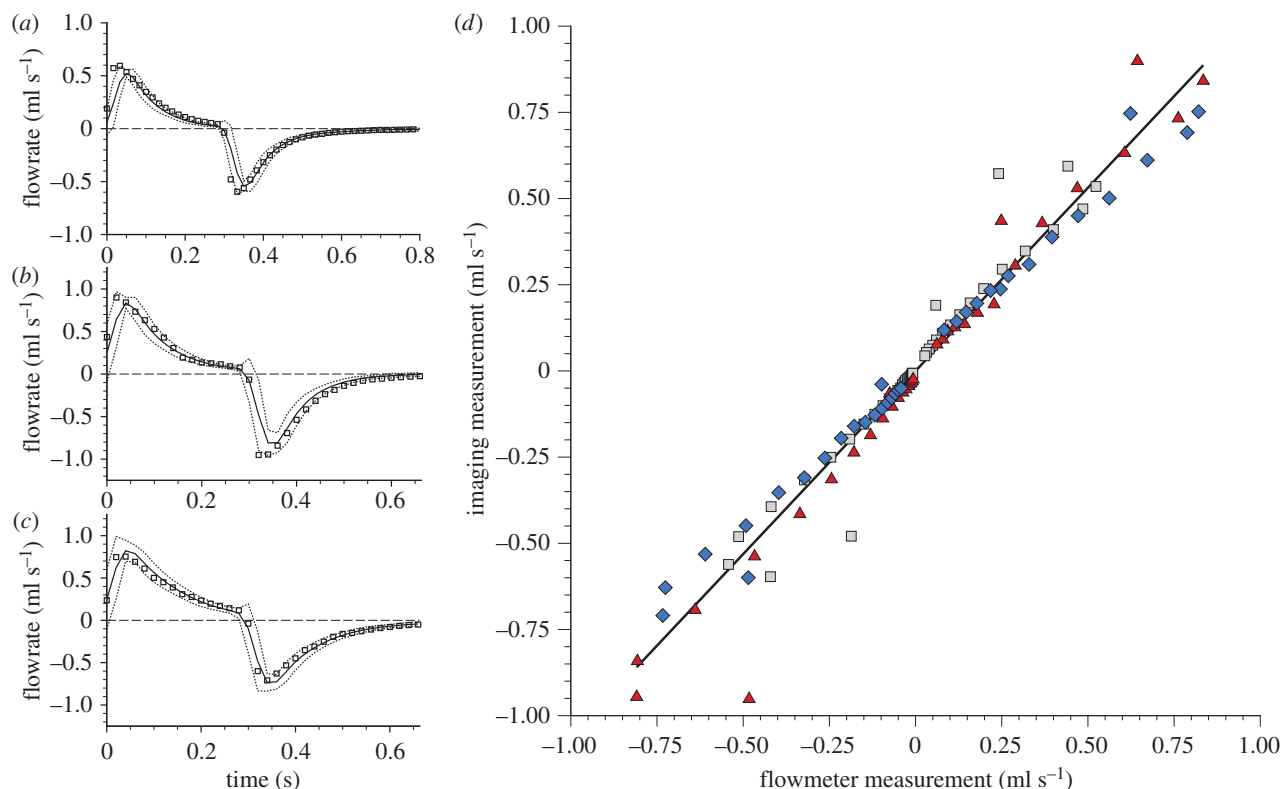 (a)
1.0
0.5
0
−0.5
−1.0
flowrate (ml s−1)
0 0.2 0.4 0.6 0.8
(b)
1.0
0.5
0
−0.5
−1.0
flowrate (ml s−1)
0 0.2 0.4 0.6
(c)
1.0
0.5
0
−0.5
−1.0
flowrate (ml s−1)
0 0.2 0.4 0.6
time (s)
(d)
1.00
0.75
0.50
0.25
0
−0.25
−0.50
−0.75
−1.00
imaging measurement (ml s−1)
−1.00 −0.75 −0.50 −0.25 0 0.25 0.50 0.75 1.00
flowmeter measurement (ml s−1)